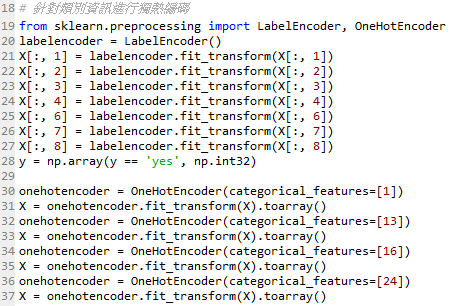 18 # 針對類別資訊進行獨熱編碼
19 from sklearn.preprocessing import LabelEncoder, OneHotEncoder
20 labelencoder = LabelEncoder()
21 X[:, 1] = labelencoder.fit_transform(X[:, 1])
22 X[:, 2] = labelencoder.fit_transform(X[:, 2])
23 X[:, 3] = labelencoder.fit_transform(X[:, 3])
24 X[:, 4] = labelencoder.fit_transform(X[:, 4])
25 X[:, 6] = labelencoder.fit_transform(X[:, 6])
26 X[:, 7] = labelencoder.fit_transform(X[:, 7])
27 X[:, 8] = labelencoder.fit_transform(X[:, 8])
28 y = np.array(y == 'yes', np.int32)
29
30 onehotencoder = OneHotEncoder(categorical_features=[1])
31 X = onehotencoder.fit_transform(X).toarray()
32 onehotencoder = OneHotEncoder(categorical_features=[13])
33 X = onehotencoder.fit_transform(X).toarray()
34 onehotencoder = OneHotEncoder(categorical_features=[16])
35 X = onehotencoder.fit_transform(X).toarray()
36 onehotencoder = OneHotEncoder(categorical_features=[24])
37 X = onehotencoder.fit_transform(X).toarray()